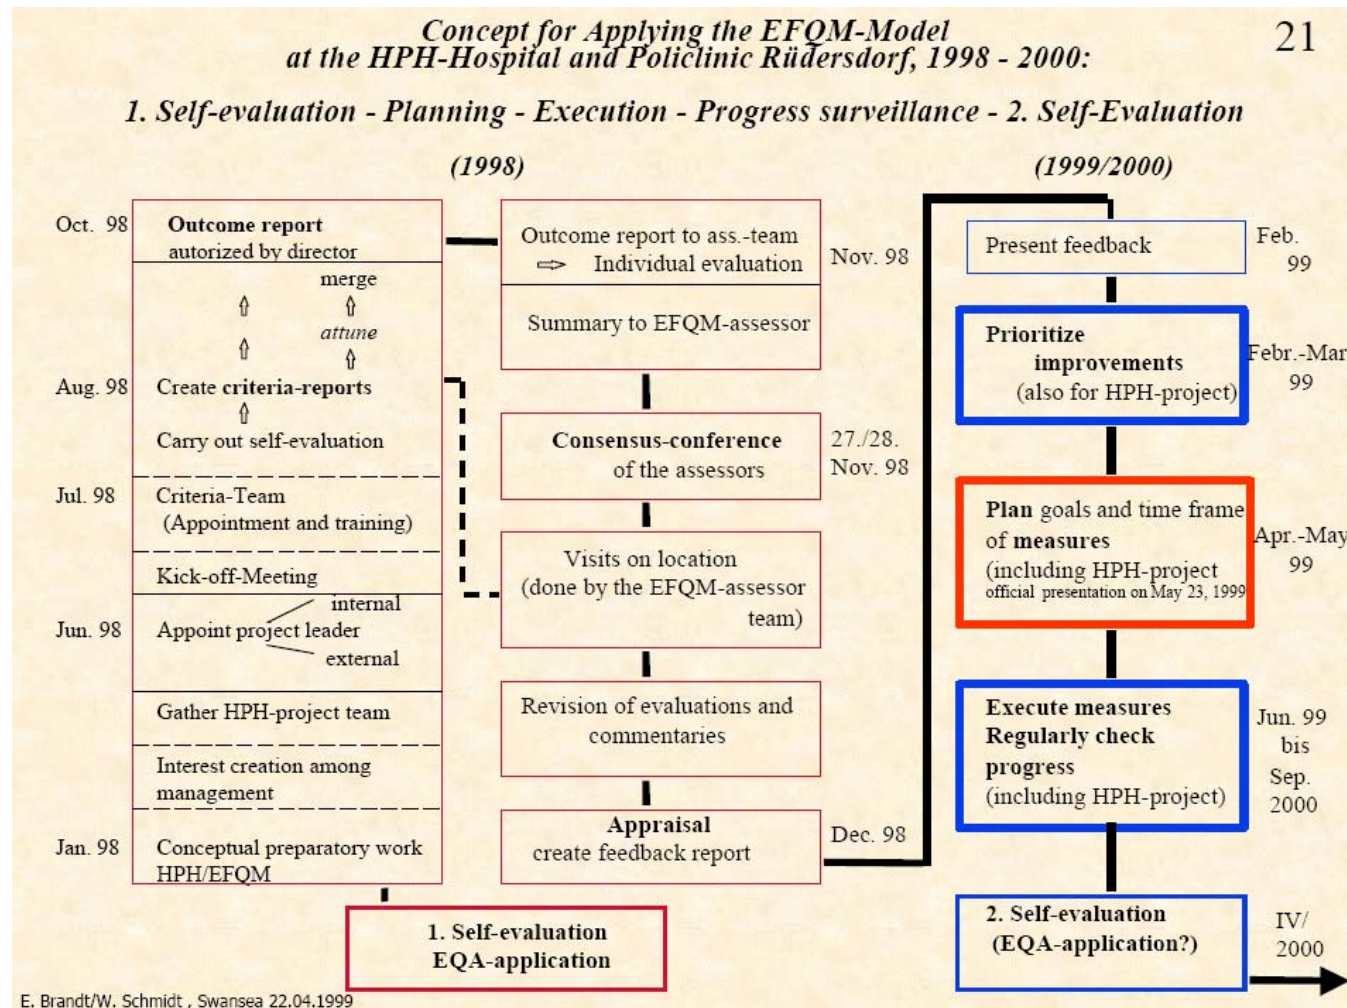 Concept for Applying the EFQM-Model
at the HPH-Hospital and Policlinic Rüdersdorf, 1998 - 2000:
21
1. Self-evaluation - Planning - Execution - Progress surveillance - 2. Self-Evaluation
(1998)
(1999/2000)
Oct. 98
Outcome report
autorized by director
merge
attune
Aug. 98
Create criteria-reports
Carry out self-evaluation
Jul. 98
Criteria-Team
(Appointment and training)
Kick-off-Meeting
internal
Jun. 98
Appoint project leader
external
Gather HPH-project team
Interest creation among
management
Jan. 98
Conceptual preparatory work
HPH/EFQM
1. Self-evaluation
EQA-application
Outcome report to ass.-team
⇨ Individual evaluation
Nov. 98
Summary to EFQM-assessor
Consensus-conference
of the assessors
27./28.
Nov. 98
Visits on location
(done by the EFQM-assessor
team)
Revision of evaluations and
commentaries
Appraisal
create feedback report
Dec. 98
Present feedback
Feb.
99
Prioritize
improvements
(also for HPH-project)
Febr.-Mar
99
Plan goals and time frame
of measures
(including HPH-project
official presentation on May 23, 1999
Apr.-May
99
Execute measures
Regularly check
progress
(including HPH-project)
Jun. 99
bis
Sep.
2000
2. Self-evaluation
(EQA-application?)
IV/
2000
E. Brandt/W. Schmidt , Swansea 22.04.1999